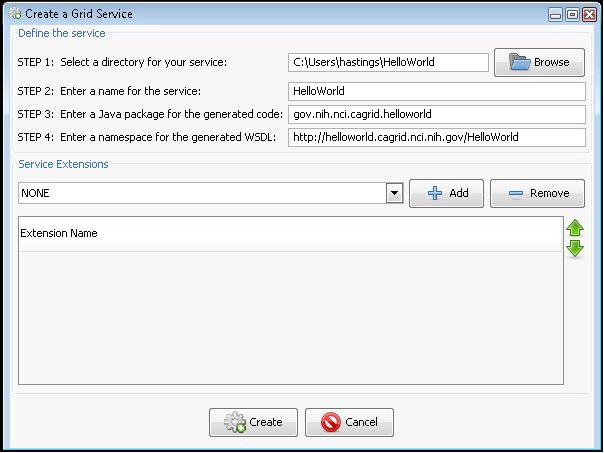 Create a Grid Service
Define the service
STEP 1: Select a directory for your service: C:\Users\hastings\HelloWorld Browse
STEP 2: Enter a name for the service: HelloWorld
STEP 3: Enter a Java package for the generated code: gov.nih.nci.cagrid.helloworld
STEP 4: Enter a namespace for the generated WSDL: http://helloworld.cagrid.nci.nih.gov/HelloWorld
Service Extensions
NONE Add Remove
Extension Name
Create Cancel